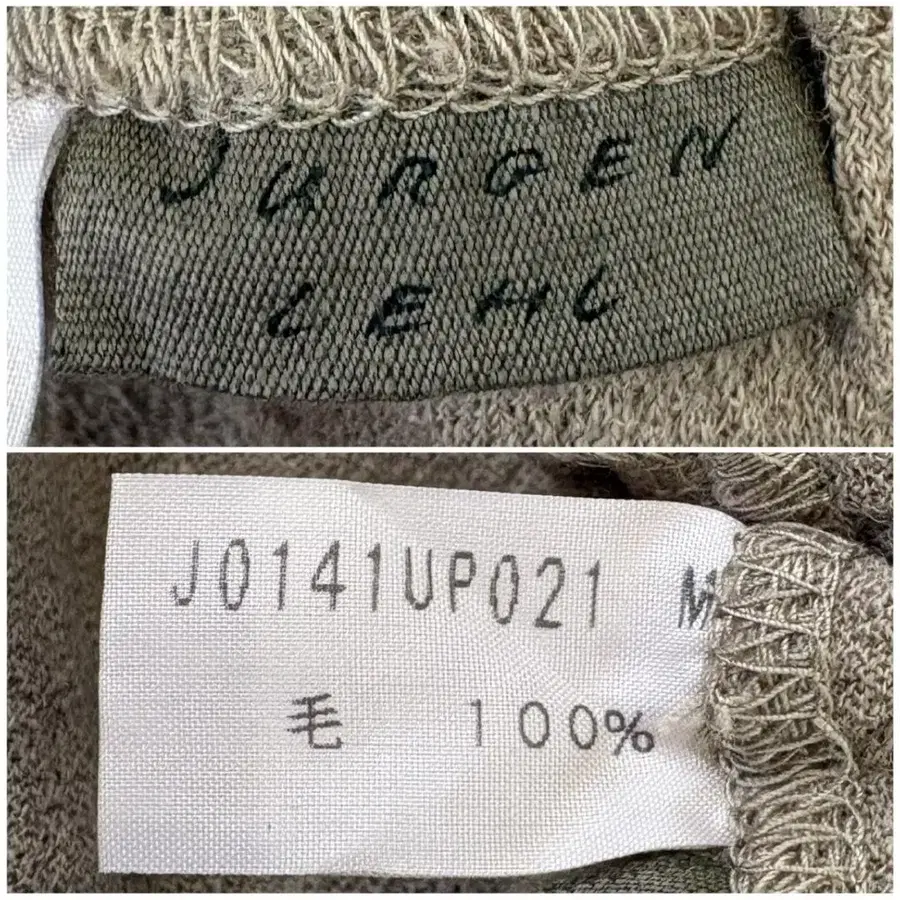 JURGEN
LEHL
J0141UP021 M
毛 100%